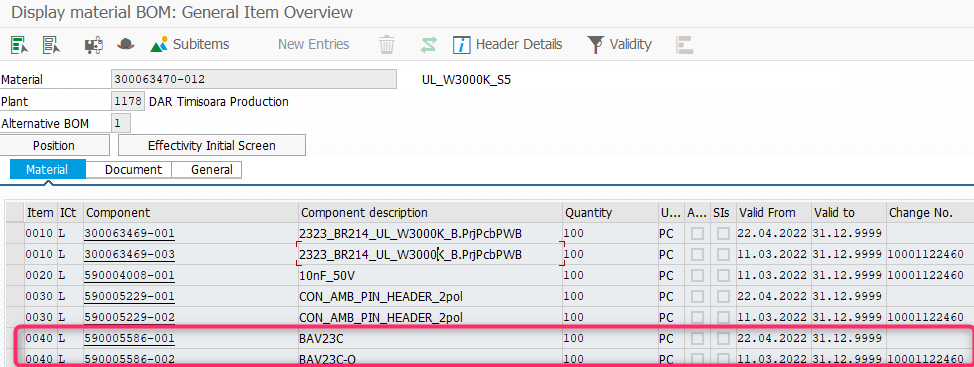 Display material BOM: General Item Overview
Subitems New Entries Header Details Validity
Material 300063470-012 UL_W3000K_S5
Plant 1178 DAR Timisoara Production
Alternative BOM 1
Position Effectivity Initial Screen
Material Document General
Item ICt Component Component description Quantity U... A... SIs Valid From Valid to Change No.
0010 L 300063469-001 2323_BR214_UL_W3000K_B.PrjPcbPWB 100 PC 22.04.2022 31.12.9999
0010 L 300063469-003 2323_BR214_UL_W3000K_B.PrjPcbPWB 100 PC 11.03.2022 31.12.9999 10001122460
0020 L 590004008-001 10nF_50V 100 PC 11.03.2022 31.12.9999 10001122460
0030 L 590005229-001 CON_AMB_PIN_HEADER_2pol 100 PC 22.04.2022 31.12.9999
0030 L 590005229-002 CON_AMB_PIN_HEADER_2pol 100 PC 11.03.2022 31.12.9999 10001122460
0040 L 590005586-001 BAV23C 100 PC 22.04.2022 31.12.9999
0040 L 590005586-002 BAV23C-Q 100 PC 11.03.2022 31.12.9999 10001122460